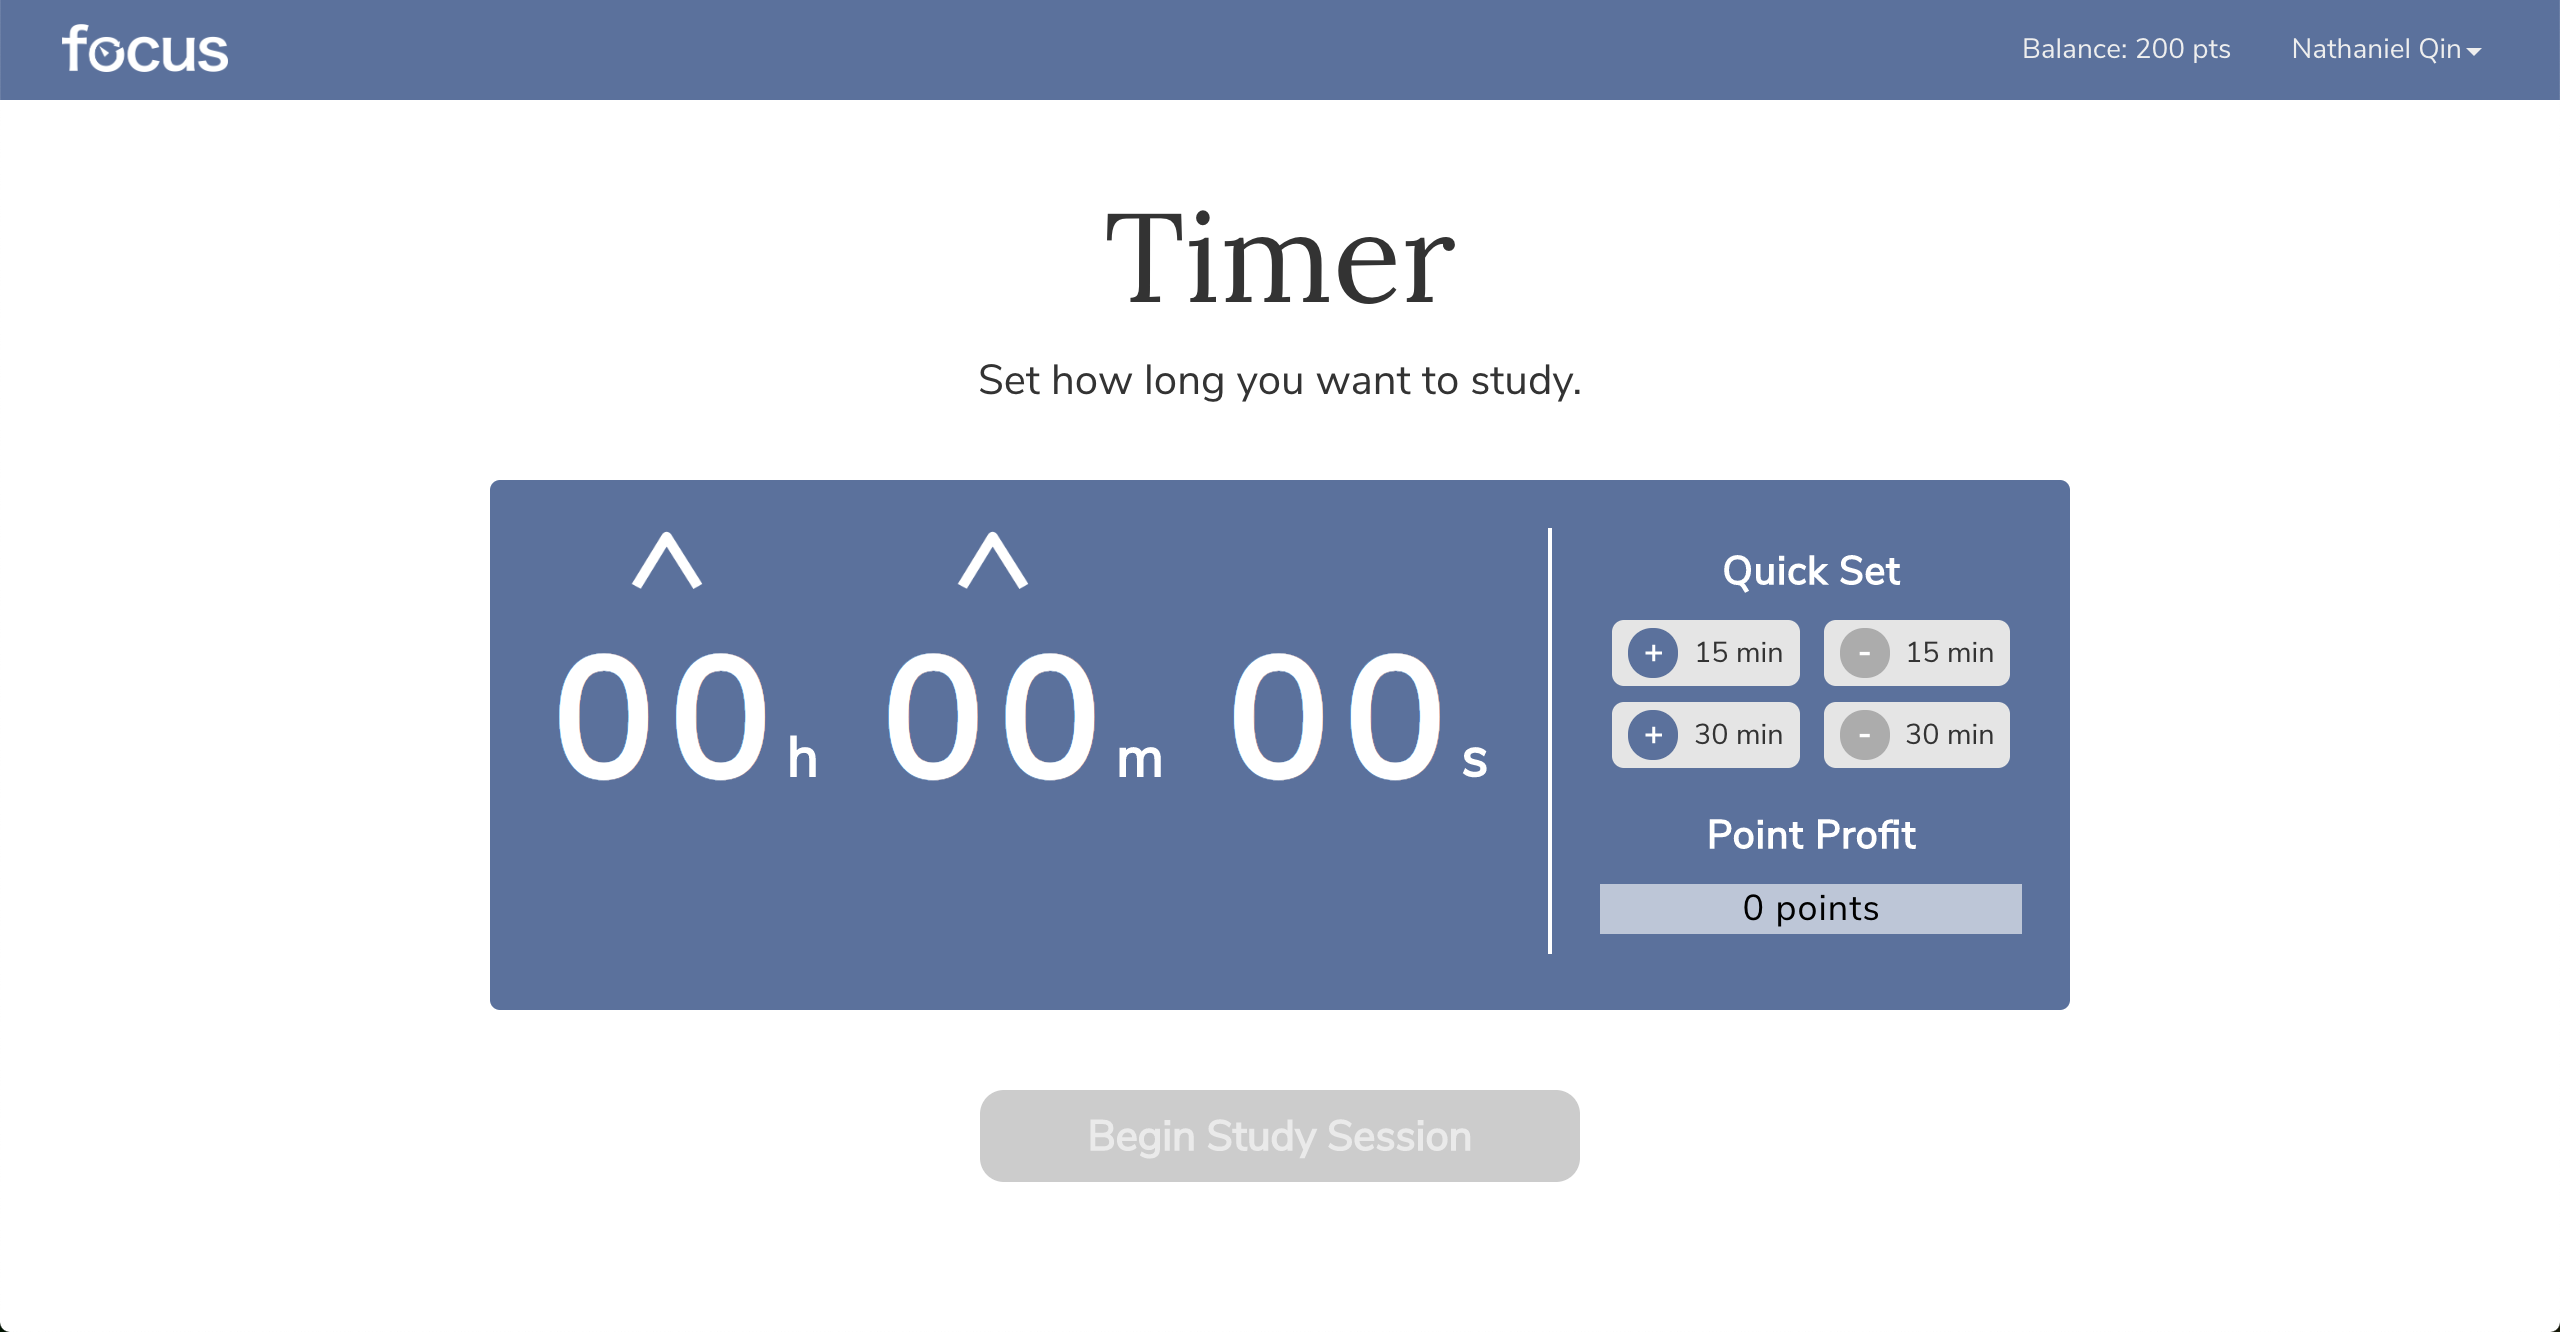 focus
Balance: 200 pts
Nathaniel Qin
Timer
Set how long you want to study.
00h 00m 00s
Quick Set
+ 15 min
- 15 min
+ 30 min
- 30 min
Point Profit
0 points
Begin Study Session